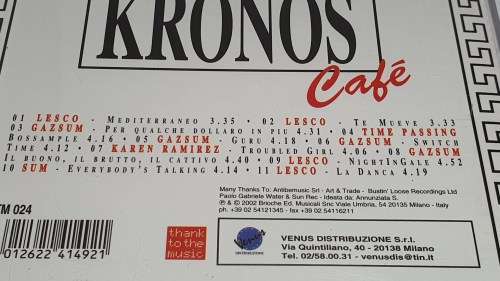 KRONOS
Café
01 LESCO - MEDITERRANEO 3.35 • 02 LESCO - TE MUEVE 3.33
03 GAZSUM - PER QUALCHE DOLLARO IN PIU 4.31 • 04 TIME PASSING
BOSSAMPLE 4.16 • 05 GAZSUM - GURU 4.18 • 06 GAZSUM - SWITCH
TIME 4.12 • 07 KAREN RAMIREZ - TROUBLED GIRL 4.06 • 08 GAZSUM
IL BUONO, IL BRUTTO, IL CATTIVO 4.40 • 09 LESCO - NIGHTINGALE 4.52
10 SUM - EVERYBODY'S TALKING 4.14 • 11 LESCO - LA DANCA 4.19
Many Thanks To: Antibemusic Srl - Art & Trade - Bustin' Loose Recordings Ltd
Paolo Gabriele Water & Sun Rec - Ideata da: Annunziata S.
℗ & © 2002 Brioche Ed. Musicali Snc Viale Umbria, 54 20135 Milano - Italy
ph. +39 02 54121345 - fax +39 02 54116211
TM 024
012622 414921
thank
to the
music
Venus
DISTRIBUZIONE
VENUS DISTRIBUZIONE S.r.l.
Via Quintiliano, 40 - 20138 Milano
Tel. 02/58.00.31 - venusdis@tin.it